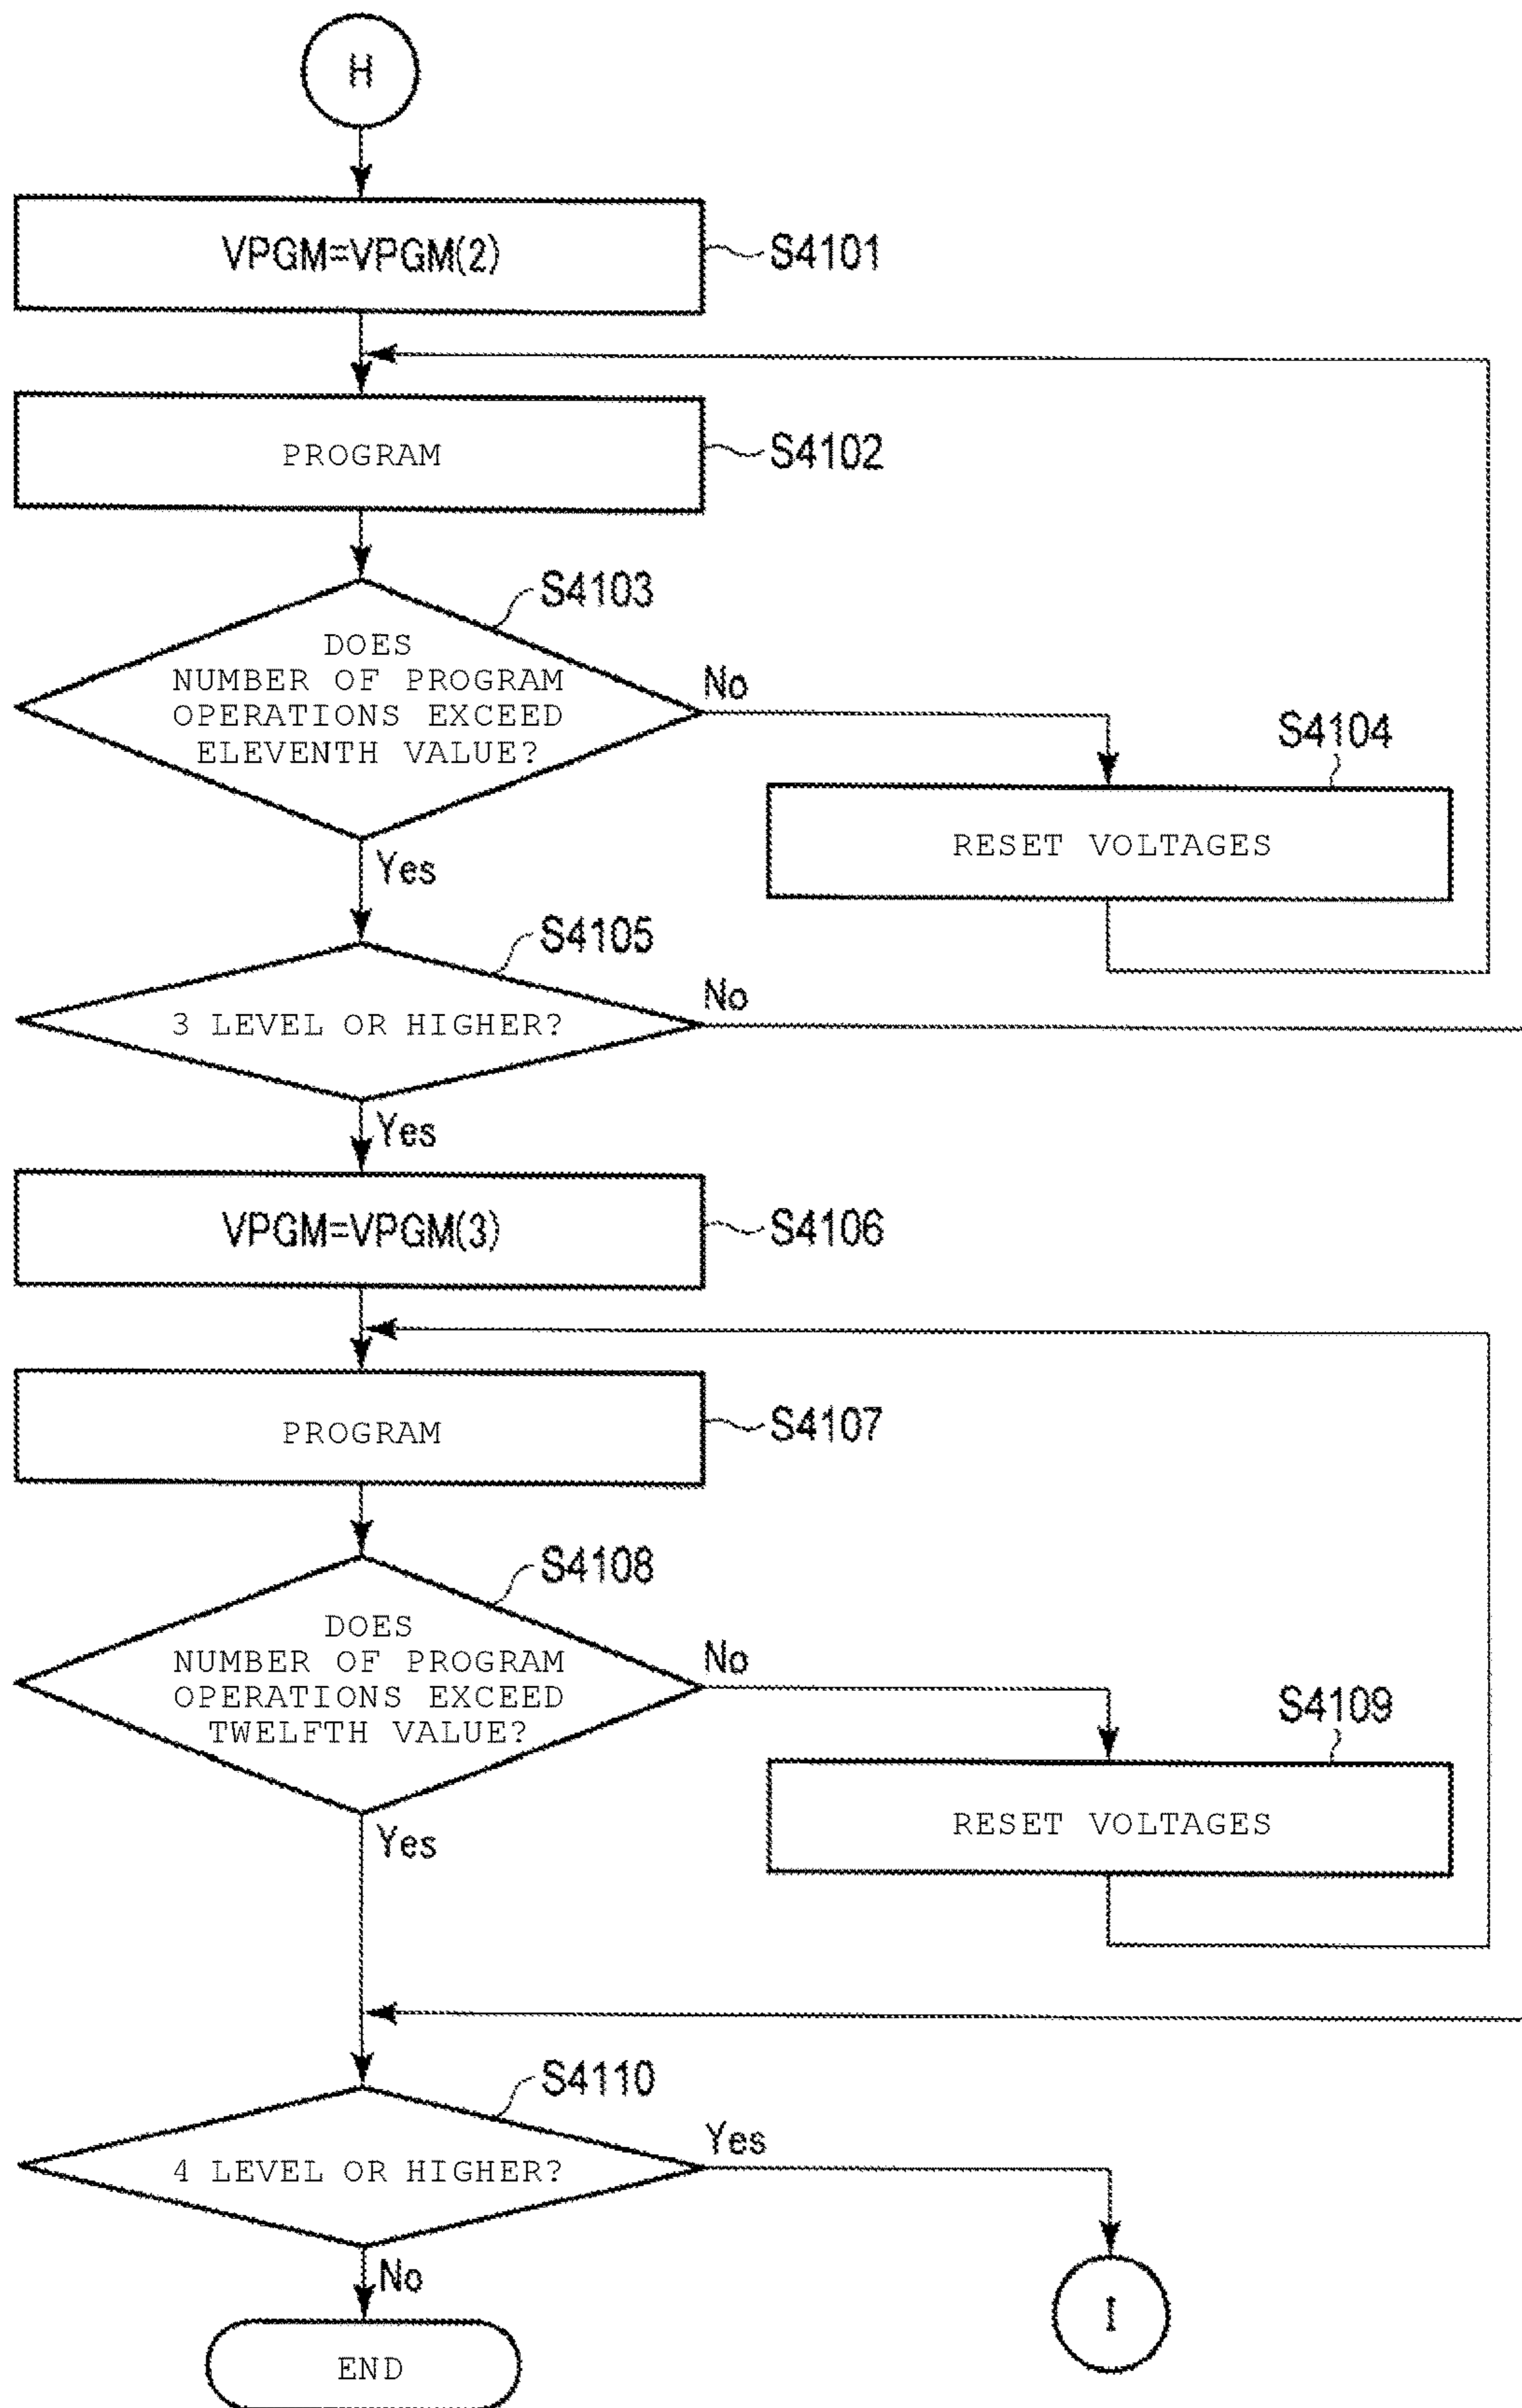 H
VPGM=VPGM(2)
S4101
PROGRAM
S4102
S4103
DOES
NUMBER OF PROGRAM
OPERATIONS EXCEED
ELEVENTH VALUE?
No
S4104
RESET VOLTAGES
Yes
S4105
3 LEVEL OR HIGHER?
No
Yes
VPGM=VPGM(3)
S4106
PROGRAM
S4107
S4108
DOES
NUMBER OF PROGRAM
OPERATIONS EXCEED
TWELFTH VALUE?
No
S4109
RESET VOLTAGES
Yes
S4110
4 LEVEL OR HIGHER?
Yes
No
I
END